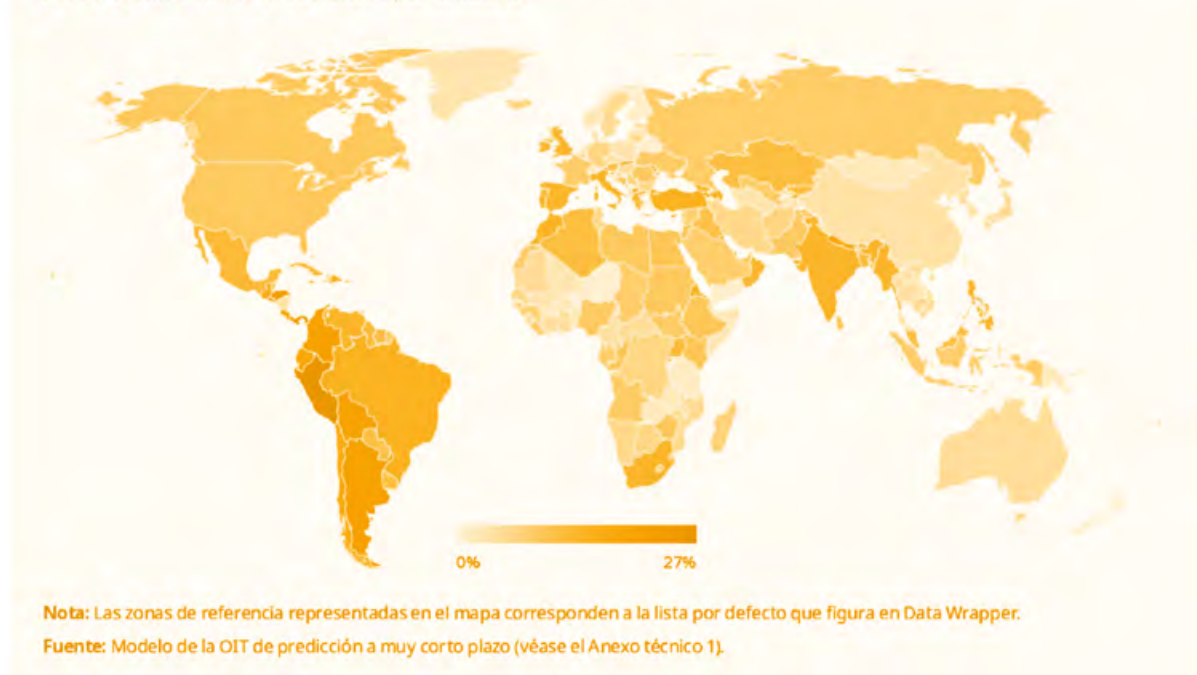 0%
27%
Nota: Las zonas de referencia representadas en el mapa corresponden a la lista por defecto que figura en Data Wrapper.
Fuente: Modelo de la OIT de predicción a muy corto plazo (véase el Anexo técnico 1).